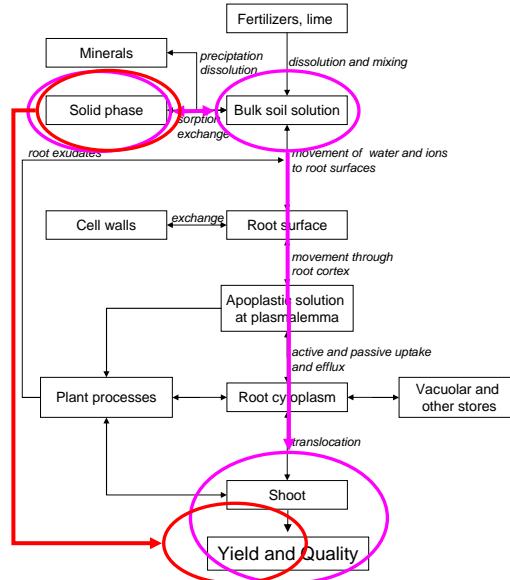 Fertilizers, lime
Minerals
preciptation
dissolution
dissolution and mixing
Solid phase
Bulk soil solution
sorption
exchange
root exudates
movement of water and ions
to root surfaces
Cell walls
exchange
Root surface
movement through
root cortex
Apoplastic solution
at plasmalemma
active and passive uptake
and efflux
Plant processes
Root cytoplasm
Vacuolar and
other stores
translocation
Shoot
Yield and Quality